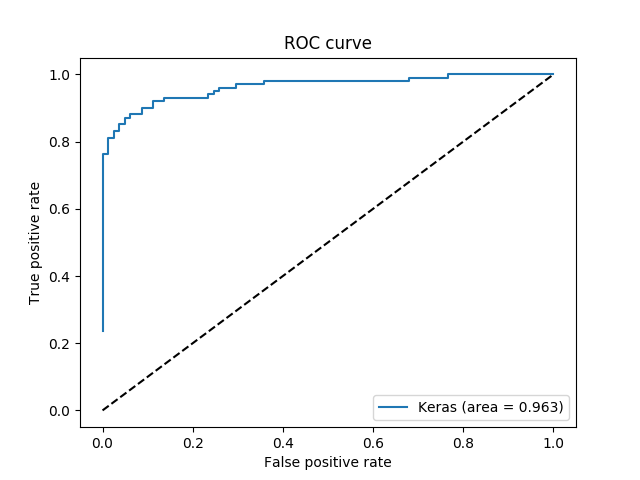 ROC curve
1.0
0.8
0.6
0.4
0.2
0.0
True positive rate
Keras (area = 0.963)
0.0 0.2 0.4 0.6 0.8 1.0
False positive rate